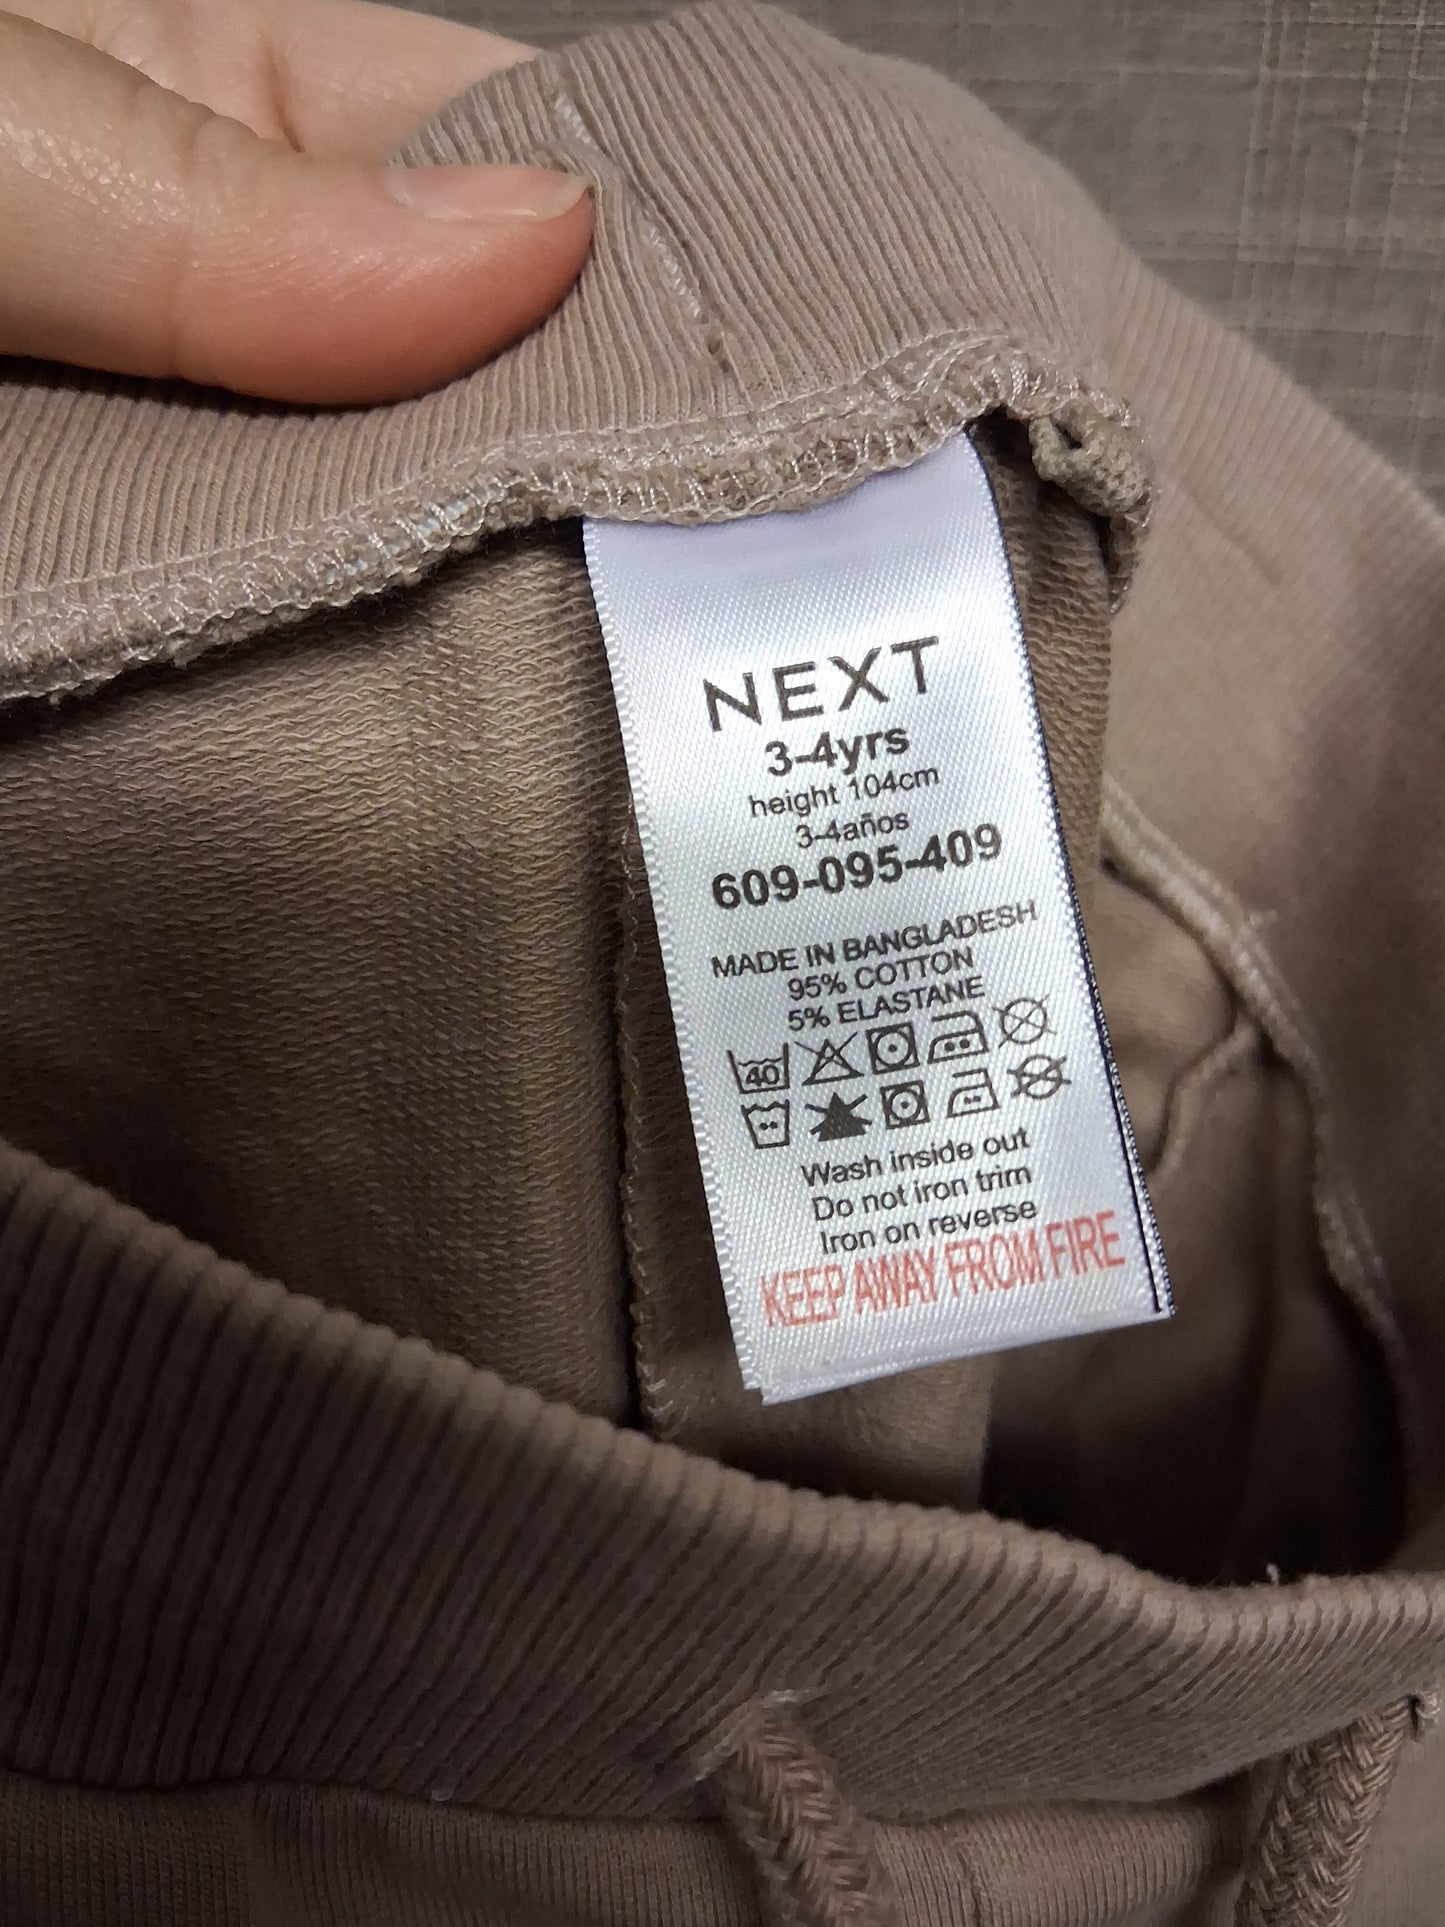 NEXT
3-4yrs
height 104cm
3-4años
609-095-409
MADE IN BANGLADESH
95% COTTON
5% ELASTANE
40
Wash inside out
Do not iron trim
Iron on reverse
KEEP AWAY FROM FIRE